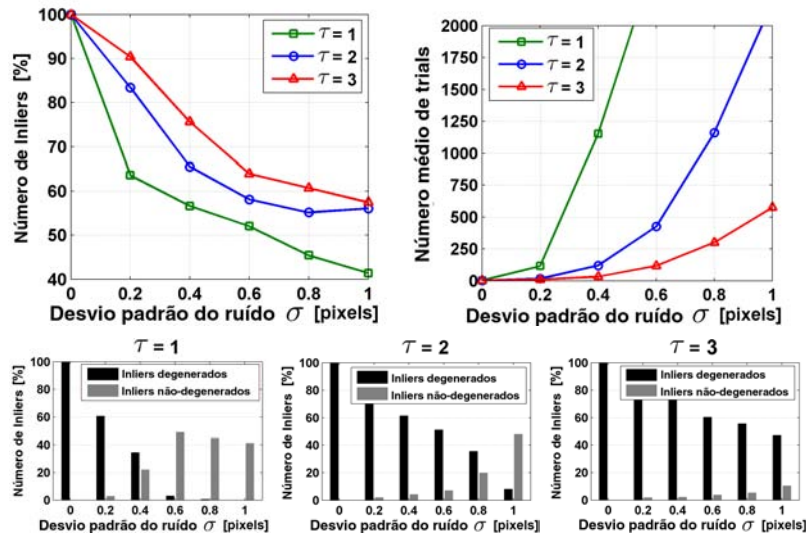 Número de Inliers [%]
100
90
80
70
60
50
40
0
0.2
0.4
0.6
0.8
1
τ = 1
τ = 2
τ = 3
Desvio padrão do ruído σ [pixels]
Número médio de trials
2000
1750
1500
1250
1000
750
500
250
0
0
0.2
0.4
0.6
0.8
1
τ = 1
τ = 2
τ = 3
Desvio padrão do ruído σ [pixels]
τ = 1
Número de Inliers [%]
100
80
60
40
20
0
Inliers degenerados
Inliers não-degenerados
0
0.2
0.4
0.6
0.8
1
Desvio padrão do ruído σ [pixels]
τ = 2
Número de Inliers [%]
100
80
60
40
20
0
Inliers degenerados
Inliers não-degenerados
0
0.2
0.4
0.6
0.8
1
Desvio padrão do ruído σ [pixels]
τ = 3
Número de Inliers [%]
100
80
60
40
20
0
Inliers degenerados
Inliers não-degenerados
0
0.2
0.4
0.6
0.8
1
Desvio padrão do ruído σ [pixels]